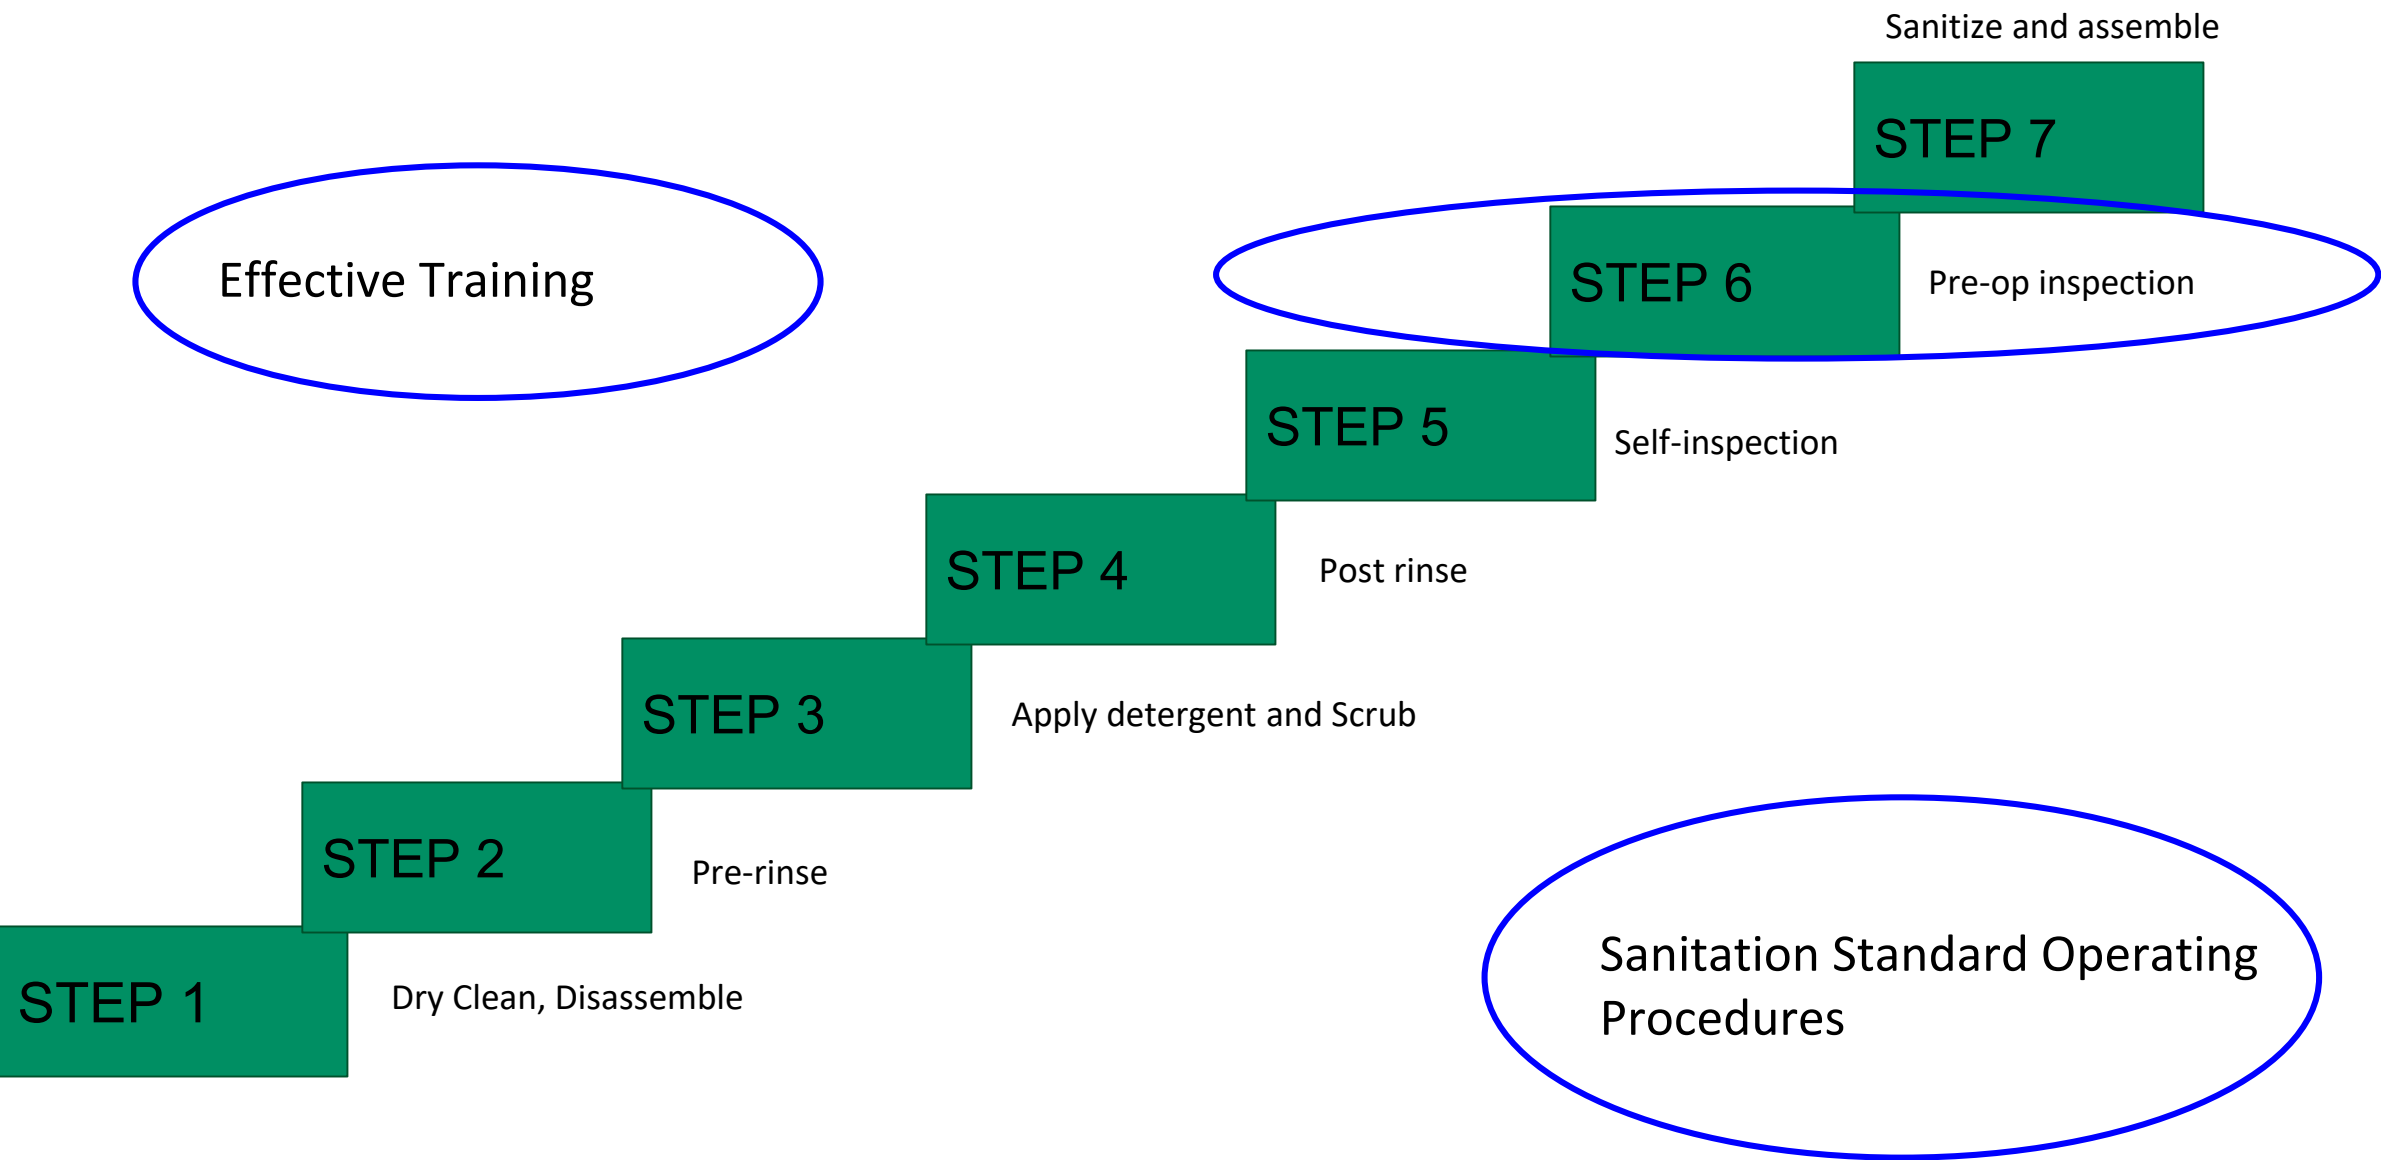 Sanitize and assemble
STEP 7
Effective Training
STEP 6
Pre-op inspection
STEP 5
Self-inspection
STEP 4
Post rinse
STEP 3
Apply detergent and Scrub
STEP 2
Pre-rinse
Sanitation Standard Operating
Procedures
STEP 1
Dry Clean, Disassemble